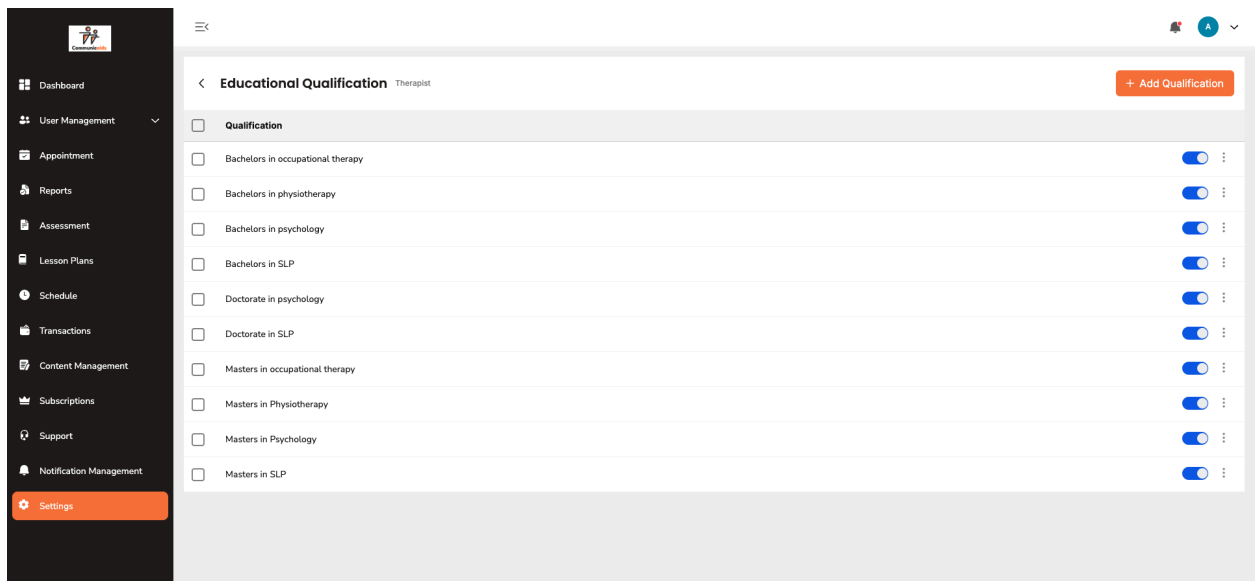 Communicaids
Dashboard
User Management
Appointment
Reports
Assessment
Lesson Plans
Schedule
Transactions
Content Management
Subscriptions
Support
Notification Management
Settings
A
Educational Qualification Therapist
+ Add Qualification
Qualification
Bachelors in occupational therapy
Bachelors in physiotherapy
Bachelors in psychology
Bachelors in SLP
Doctorate in psychology
Doctorate in SLP
Masters in occupational therapy
Masters in Physiotherapy
Masters in Psychology
Masters in SLP